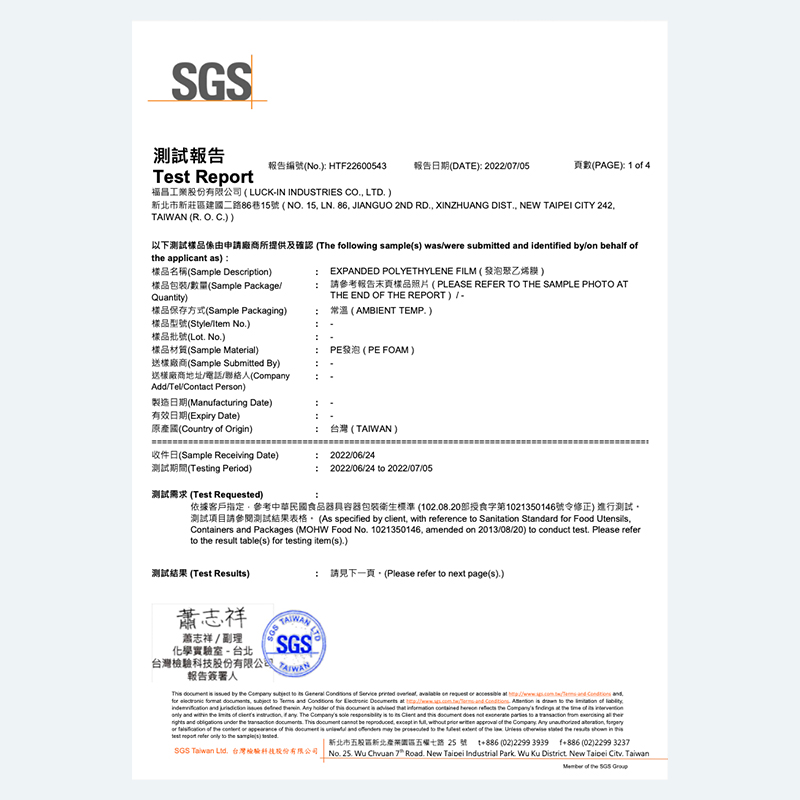 SGS
測試報告
Test Report
報告編號(No.): HTF22600543 報告日期(DATE): 2022/07/05 頁數(PAGE): 1 of 4
福昌工業股份有限公司 ( LUCK-IN INDUSTRIES CO., LTD. )
新北市新莊區建國二路86巷15號 ( NO. 15, LN. 86, JIANGUO 2ND RD., XINZHUANG DIST., NEW TAIPEI CITY 242,
TAIWAN (R. O. C.) )
以下測試樣品係由申請廠商所提供及確認 (The following sample(s) was/were submitted and identified by/on behalf of
the applicant as) :
樣品名稱(Sample Description) : EXPANDED POLYETHYLENE FILM ( 發泡聚乙烯膜 )
樣品包裝/數量(Sample Package/ : 請參考報告末頁樣品照片 ( PLEASE REFER TO THE SAMPLE PHOTO AT
Quantity) THE END OF THE REPORT ) / -
樣品保存方式(Sample Packaging) : 常溫 ( AMBIENT TEMP. )
樣品型號(Style/Item No.) : -
樣品批號(Lot. No.) : -
樣品材質(Sample Material) : PE發泡 ( PE FOAM )
送樣廠商(Sample Submitted By) : -
送樣廠商地址/電話/聯絡人(Company : -
Add/Tel/Contact Person)
製造日期(Manufacturing Date) : -
有效日期(Expiry Date) : -
原產國(Country of Origin) : 台灣 ( TAIWAN )
收件日(Sample Receiving Date) : 2022/06/24
測試期間(Testing Period) : 2022/06/24 to 2022/07/05
測試需求 (Test Requested) :
依據客戶指定，參考中華民國食品器具容器包裝衛生標準 (102.08.20部授食字第1021350146號令修正) 進行測試。
測試項目請參閱測試結果表格。 (As specified by client, with reference to Sanitation Standard for Food Utensils,
Containers and Packages (MOHW Food No. 1021350146, amended on 2013/08/20) to conduct test. Please refer
to the result table(s) for testing item(s).)
測試結果 (Test Results) : 請見下一頁。(Please refer to next page(s).)
蕭志祥
蕭志祥 / 副理
化學實驗室 - 台北
台灣檢驗科技股份有限公司
報告簽署人
SGS TAIWAN LTD
SGS
TAIWAN
This document is issued by the Company subject to its General Conditions of Service printed overleaf, available on request or accessible at http://www.sgs.com.tw/Terms-and-Conditions and,
for electronic format documents, subject to Terms and Conditions for Electronic Documents at http://www.sgs.com.tw/Terms-and-Conditions. Attention is drawn to the limitation of liability,
indemnification and jurisdiction issues defined therein. Any holder of this document is advised that information contained hereon reflects the Company's findings at the time of its intervention
only and within the limits of client's instruction, if any. The Company's sole responsibility is to its Client and this document does not exonerate parties to a transaction from exercising all their
rights and obligations under the transaction documents. This document cannot be reproduced, except in full, without prior written approval of the Company. Any unauthorized alteration, forgery
or falsification of the content or appearance of this document is unlawful and offenders may be prosecuted to the fullest extent of the law. Unless otherwise stated the results shown in this
test report refer only to the sample(s) tested.
SGS Taiwan Ltd. 台灣檢驗科技股份有限公司
新北市五股區新北產業園區五權七路 25 號 t+886 (02)2299 3939 f+886 (02)2299 3237
No. 25, Wu Chyuan 7th Road, New Taipei Industrial Park, Wu Ku District, New Taipei City, Taiwan
Member of the SGS Group